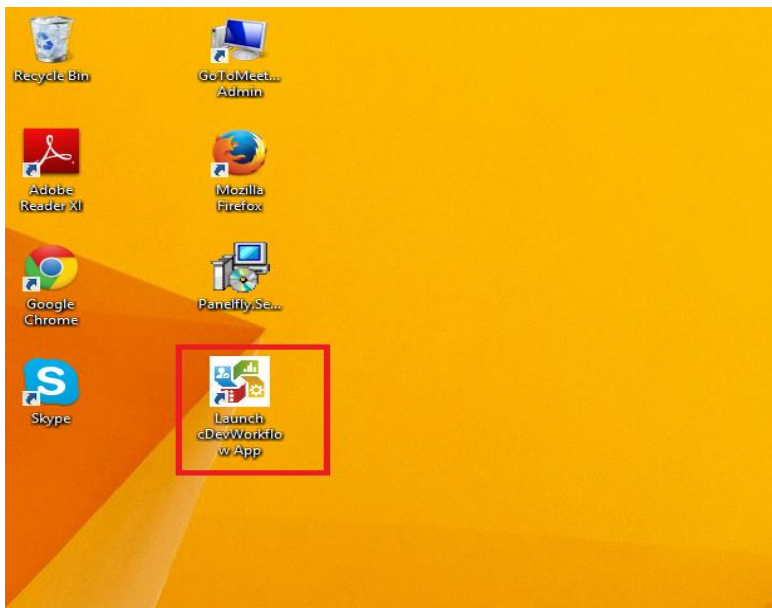 Recycle Bin
GoToMeet...
Admin
Adobe
Reader XI
Mozilla
Firefox
Google
Chrome
Panelfly.Se...
Skype
Launch
cDevWorkflo
w App